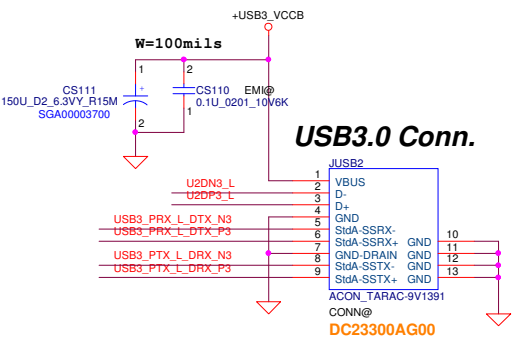 +USB3_VCCB
W=100mils
1
2
CS111
+
CS110
EMI@
150U_D2_6.3VY_R15M
0.1U_0201_10V6K
SGA00003700
2
1
USB3.0 Conn.
JUSB2
1 VBUS
U2DN3_L 2 D-
U2DP3_L 3 D+
4 GND
USB3_PRX_L_DTX_N3 5 StdA-SSRX-
USB3_PRX_L_DTX_P3 6 StdA-SSRX+ GND 10
7 GND-DRAIN GND 11
USB3_PTX_L_DRX_N3 8 StdA-SSTX- GND 12
USB3_PTX_L_DRX_P3 9 StdA-SSTX+ GND 13
ACON_TARAC-9V1391
CONN@
DC23300AG00